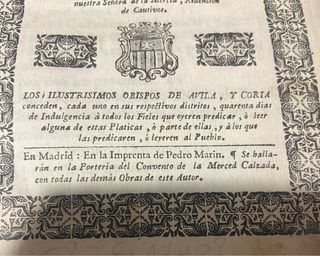 nuestra Señora de la Merced, Redencion
de Cautivos.
LOS ILUSTRISIMOS OBISPOS DE AVILA, Y CORIA
conceden, cada uno en sus respectivos distritos, quarenta dias
de Indulgencia à todos los Fieles que oyeren predicar, ò leer
alguna de estas Platicas, ò parte de ellas, y à los que
las predicaren, ò leyeren al Pueblo.
En Madrid : En la Imprenta de Pedro Marin. ¶ Se halla-
rán en la Porteria del Convento de la Merced Calzada,
con todas las demás Obras de este Autor.